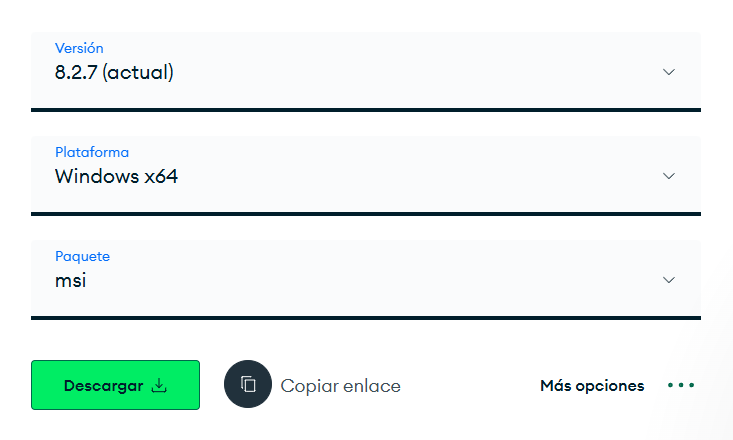 Versión
8.2.7 (actual)
Plataforma
Windows x64
Paquete
msi
Descargar
Copiar enlace
Más opciones